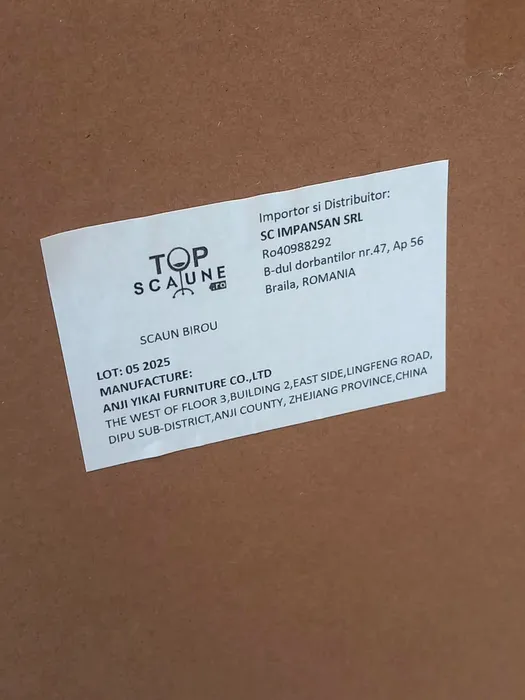 TOP
SCAUNE
.ro
Importor si Distribuitor:
SC IMPANSAN SRL
Ro40988292
B-dul dorbantilor nr.47, Ap 56
Braila, ROMANIA
SCAUN BIROU
LOT: 05 2025
MANUFACTURE:
ANJI YIKAI FURNITURE CO.,LTD
THE WEST OF FLOOR 3,BUILDING 2,EAST SIDE,LINGFENG ROAD,
DIPU SUB-DISTRICT,ANJI COUNTY, ZHEJIANG PROVINCE,CHINA